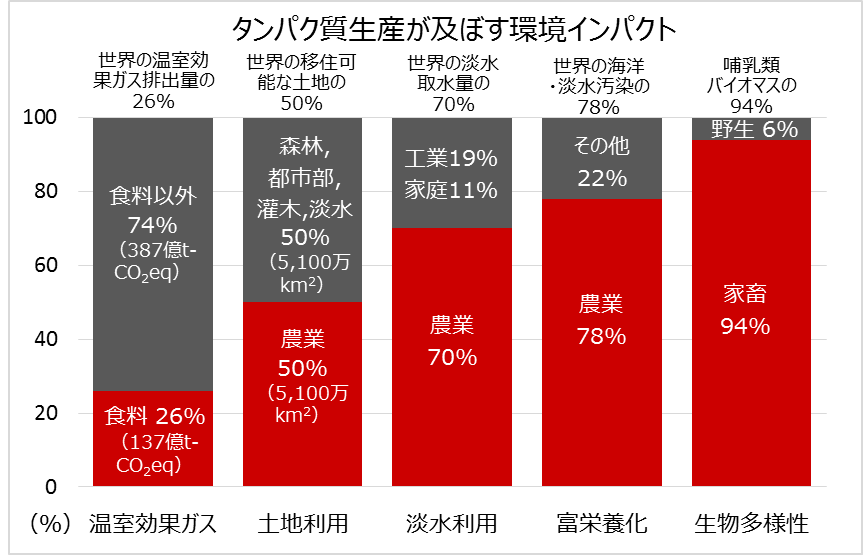 タンパク質生産が及ぼす環境インパクト
世界の温室効
果ガス排出量の
26%
世界の移住可
能な土地の
50%
世界の淡水
取水量の
70%
世界の海洋
・淡水汚染の
78%
哺乳類
バイオマスの
94%
100
80
60
40
20
0
食料以外
74%
（387億t-
CO₂eq）
食料 26%
（137億t-
CO₂eq）
森林,
都市部,
灌木,淡水
50%
（5,100万
km²）
農業
50%
（5,100万
km²）
工業19%
家庭11%
農業
70%
その他
22%
農業
78%
野生 6%
家畜
94%
（%）
温室効果ガス
土地利用
淡水利用
富栄養化
生物多様性